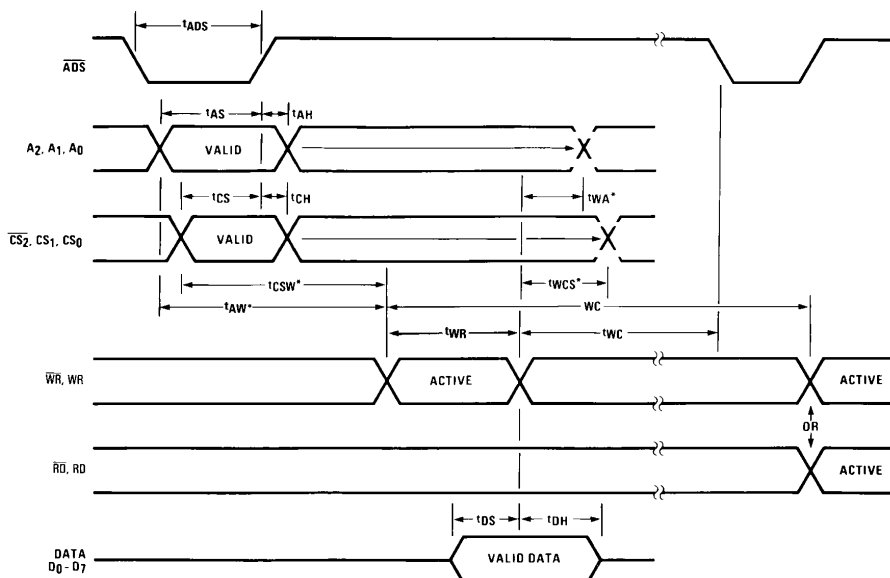 tADS
ADS
tAS tAH
A2, A1, A0 VALID
tCS tCH tWA*
CS2, CS1, CS0 VALID
tCSW* tWCS*
tAW* WC
tWR tWC
WR, WR ACTIVE ACTIVE
OR
RD, RD ACTIVE
tDS tDH
DATA
D0 - D7 VALID DATA